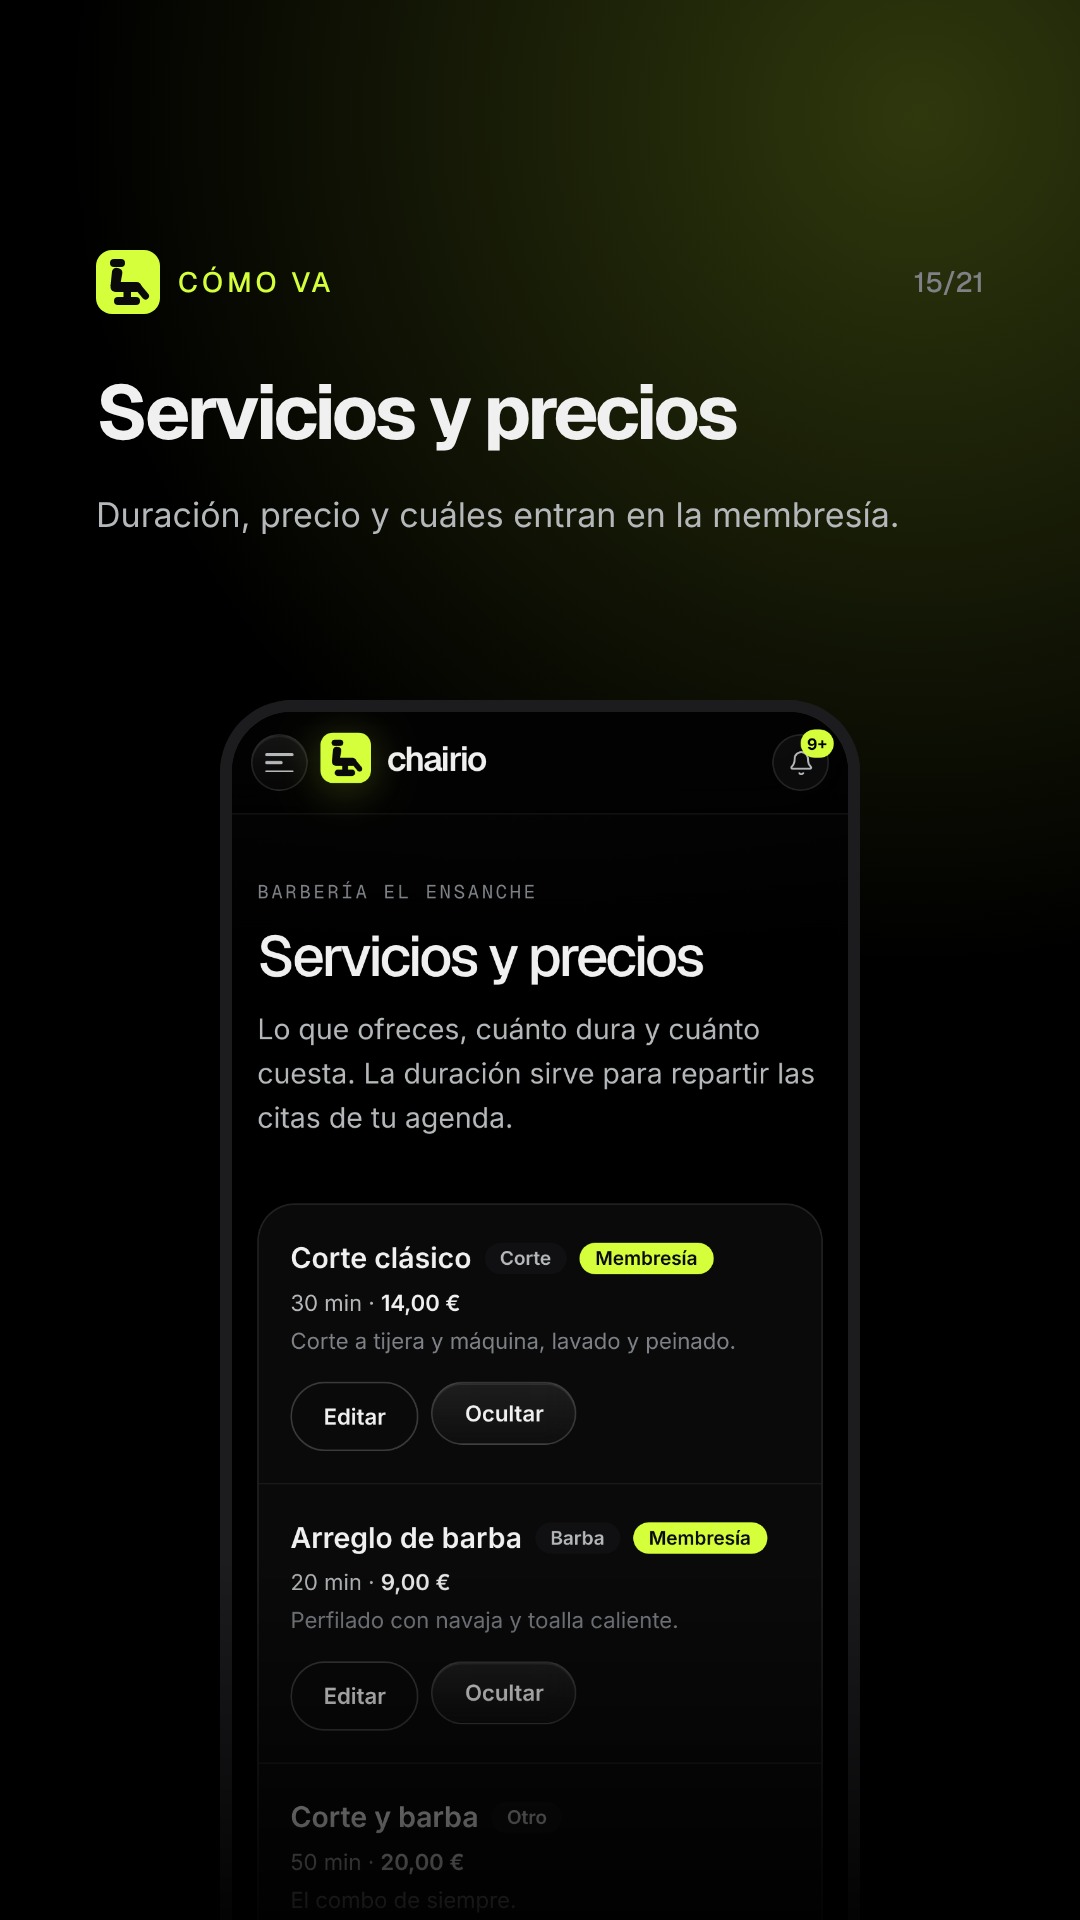 CÓMO VA
15/21
Servicios y precios
Duración, precio y cuáles entran en la membresía.
chairio
9+
BARBERÍA EL ENSANCHE
Servicios y precios
Lo que ofreces, cuánto dura y cuánto
cuesta. La duración sirve para repartir las
citas de tu agenda.
Corte clásico Corte Membresía
30 min · 14,00 €
Corte a tijera y máquina, lavado y peinado.
Editar Ocultar
Arreglo de barba Barba Membresía
20 min · 9,00 €
Perfilado con navaja y toalla caliente.
Editar Ocultar
Corte y barba Otro
50 min · 20,00 €
El combo de siempre.